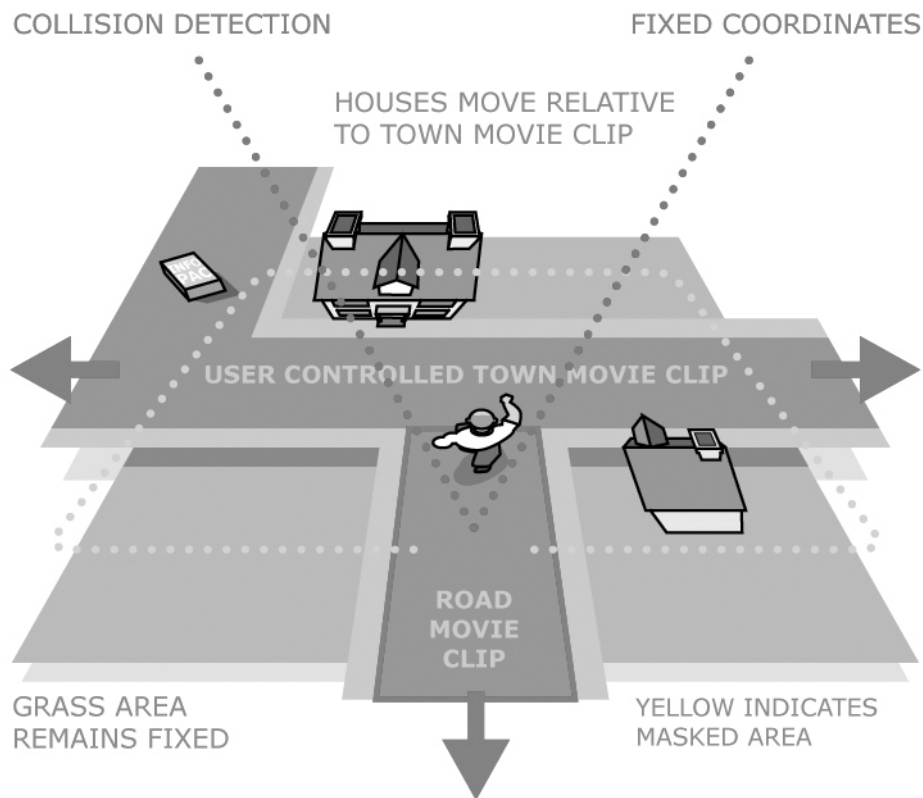 COLLISION DETECTION
FIXED COORDINATES
HOUSES MOVE RELATIVE
TO TOWN MOVIE CLIP
INFO
PAC
USER CONTROLLED TOWN MOVIE CLIP
ROAD
MOVIE
CLIP
GRASS AREA
REMAINS FIXED
YELLOW INDICATES
MASKED AREA